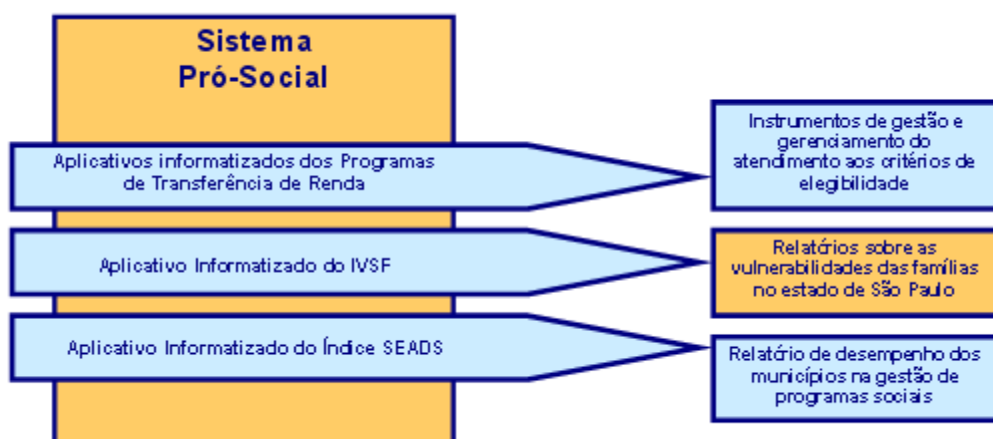 Sistema
Pró-Social
Aplicativos informatizados dos Programas
de Transferência de Renda
Instrumentos de gestão e
gerenciamento do
atendimento aos critérios de
elegibilidade
Aplicativo Informatizado do IVSF
Relatórios sobre as
vulnerabilidades das famílias
no estado de São Paulo
Aplicativo Informatizado do Índice SEADS
Relatório de desempenho dos
municípios na gestão de
programas sociais